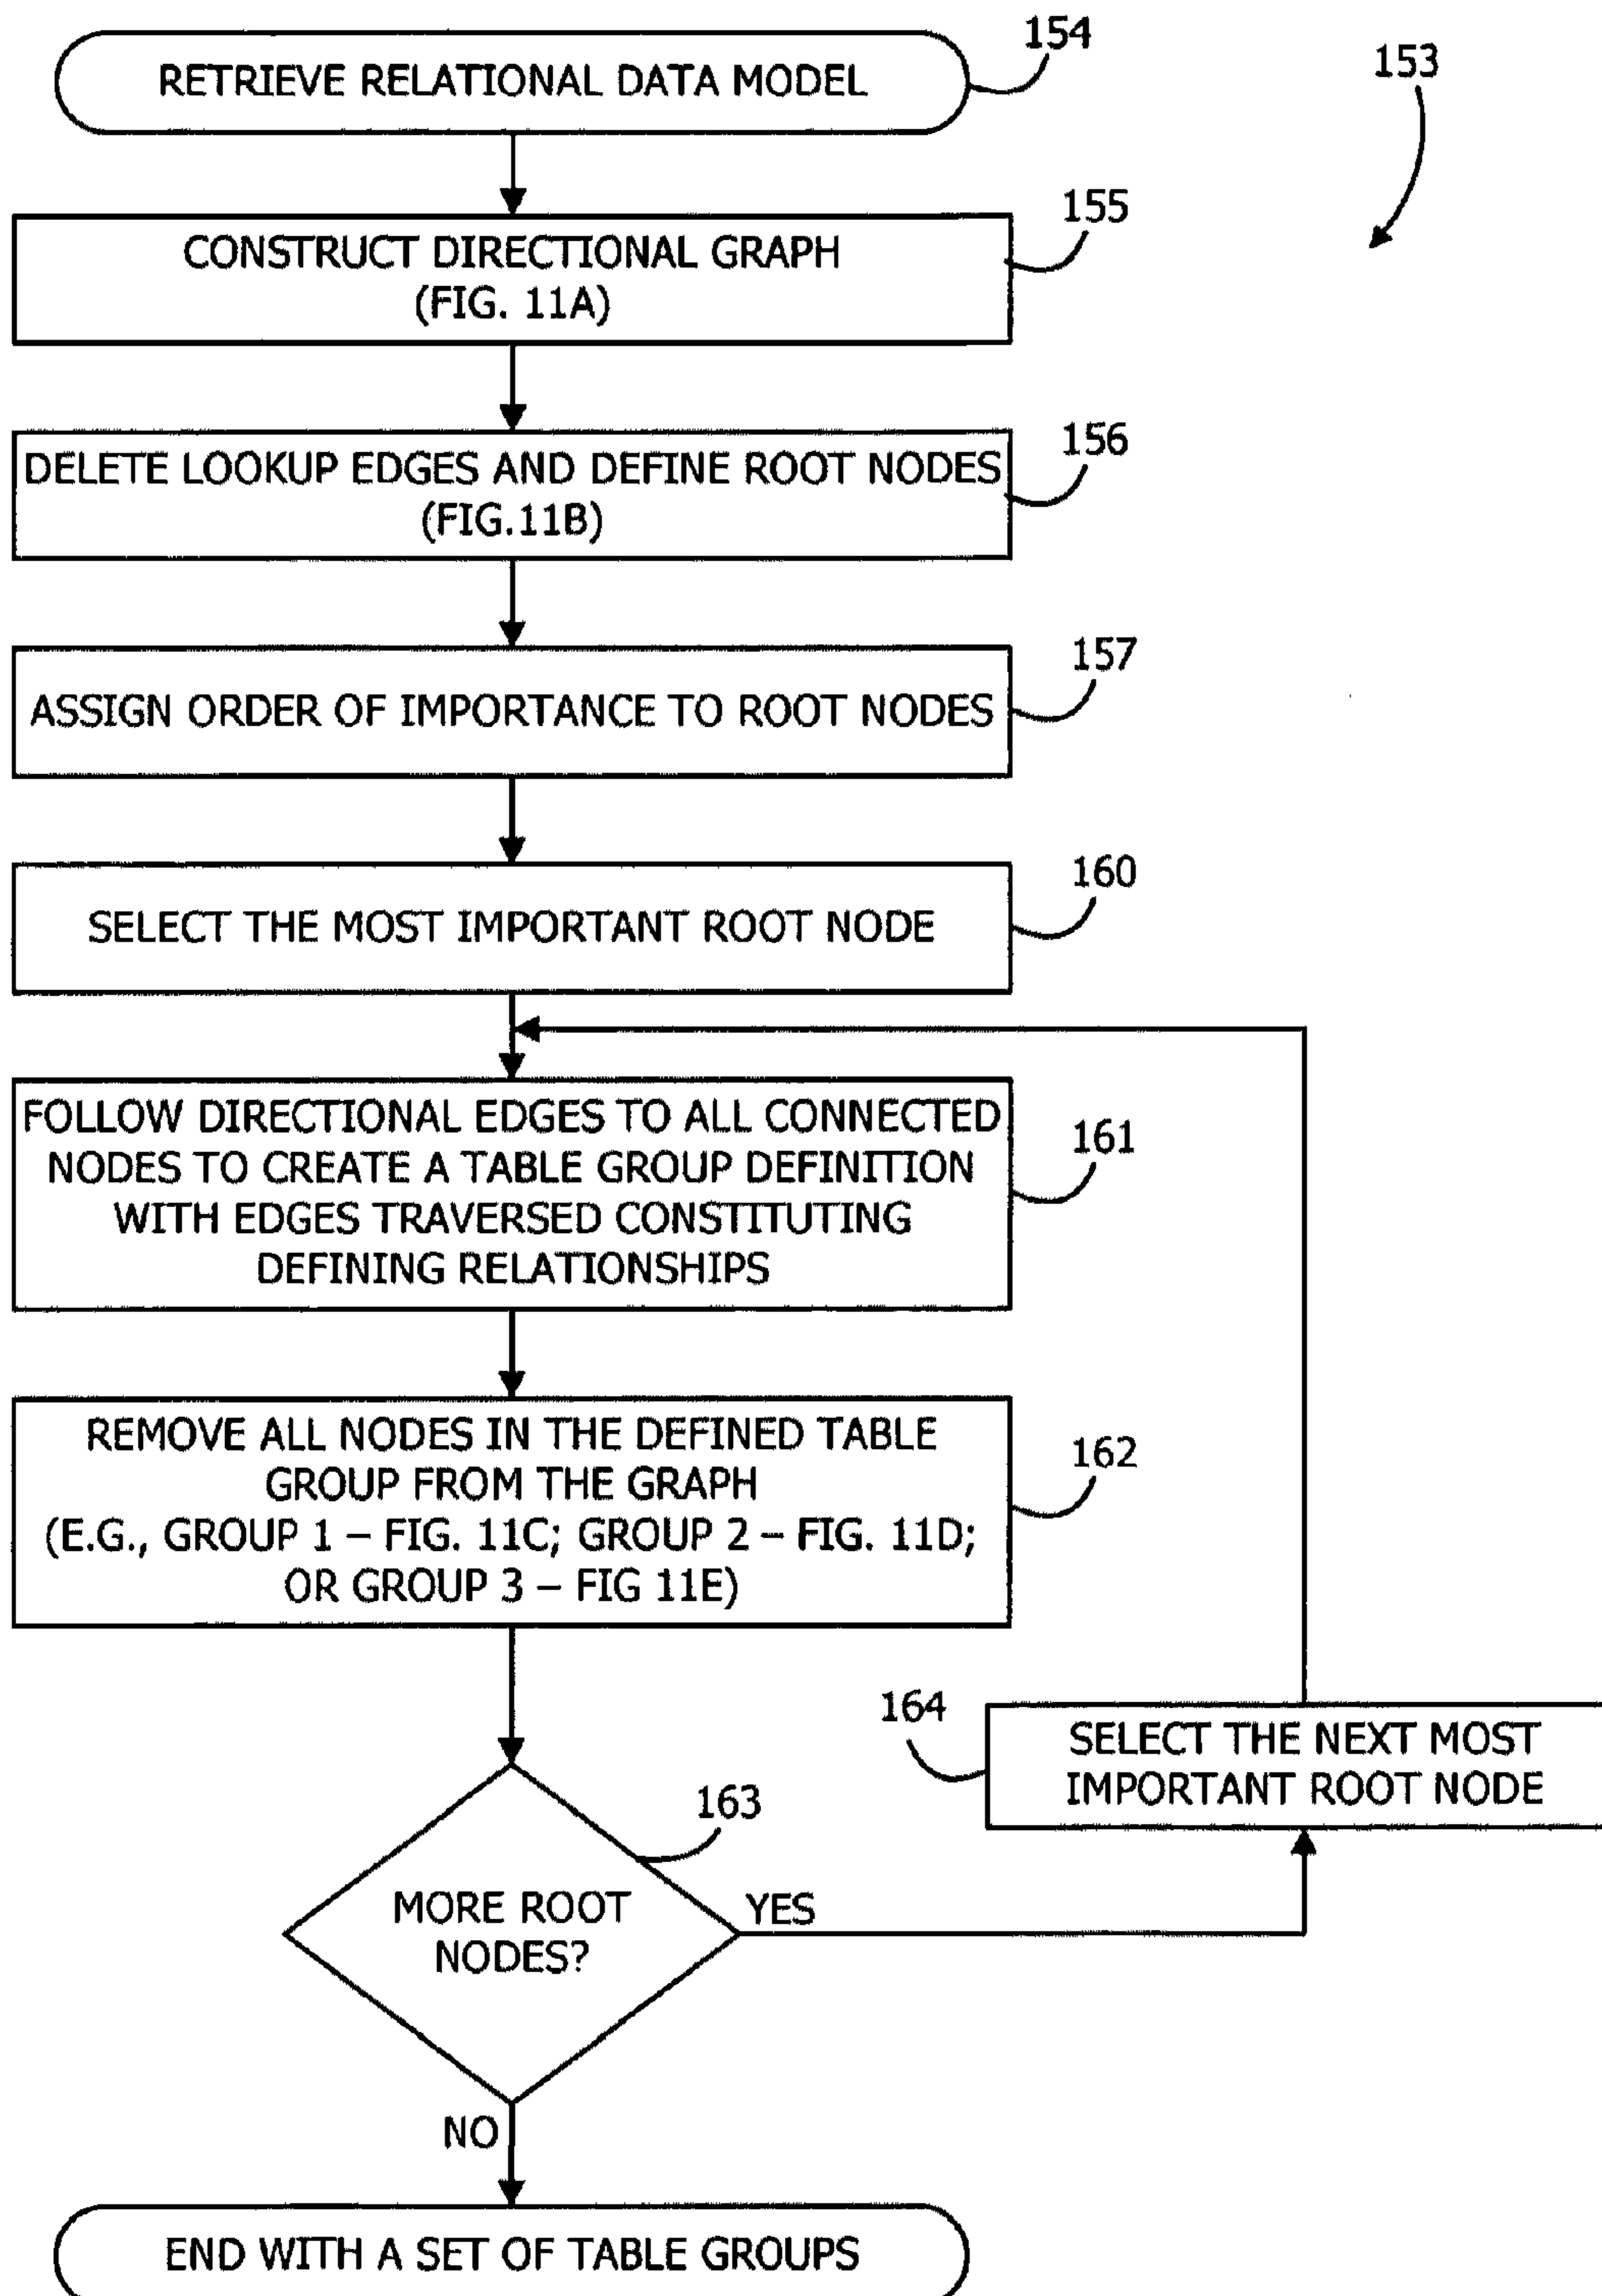 154
RETRIEVE RELATIONAL DATA MODEL
153
155
CONSTRUCT DIRECTIONAL GRAPH
(FIG. 11A)
156
DELETE LOOKUP EDGES AND DEFINE ROOT NODES
(FIG.11B)
157
ASSIGN ORDER OF IMPORTANCE TO ROOT NODES
160
SELECT THE MOST IMPORTANT ROOT NODE
FOLLOW DIRECTIONAL EDGES TO ALL CONNECTED
161
NODES TO CREATE A TABLE GROUP DEFINITION
WITH EDGES TRAVERSED CONSTITUTING
DEFINING RELATIONSHIPS
REMOVE ALL NODES IN THE DEFINED TABLE
162
GROUP FROM THE GRAPH
(E.G., GROUP 1 – FIG. 11C; GROUP 2 – FIG. 11D;
OR GROUP 3 – FIG 11E)
164
SELECT THE NEXT MOST
IMPORTANT ROOT NODE
163
MORE ROOT
NODES?
YES
NO
END WITH A SET OF TABLE GROUPS